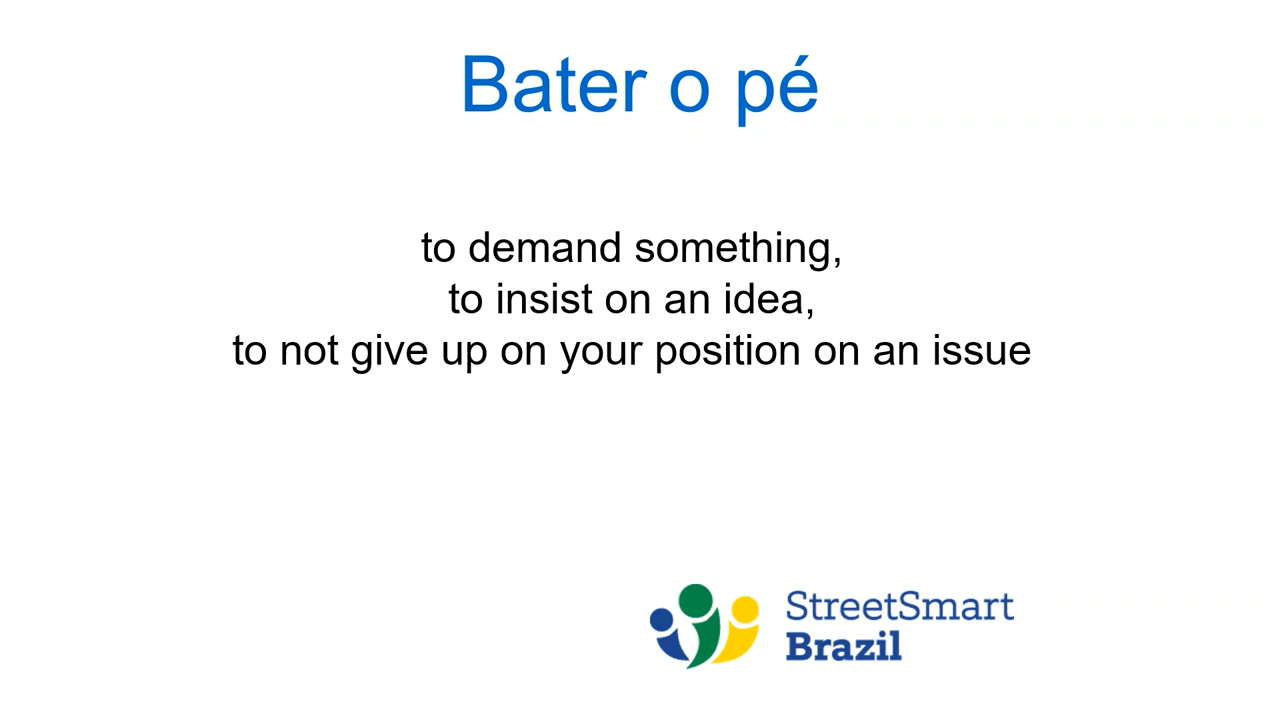 Bater o pé
to demand something,
to insist on an idea,
to not give up on your position on an issue
StreetSmart
Brazil